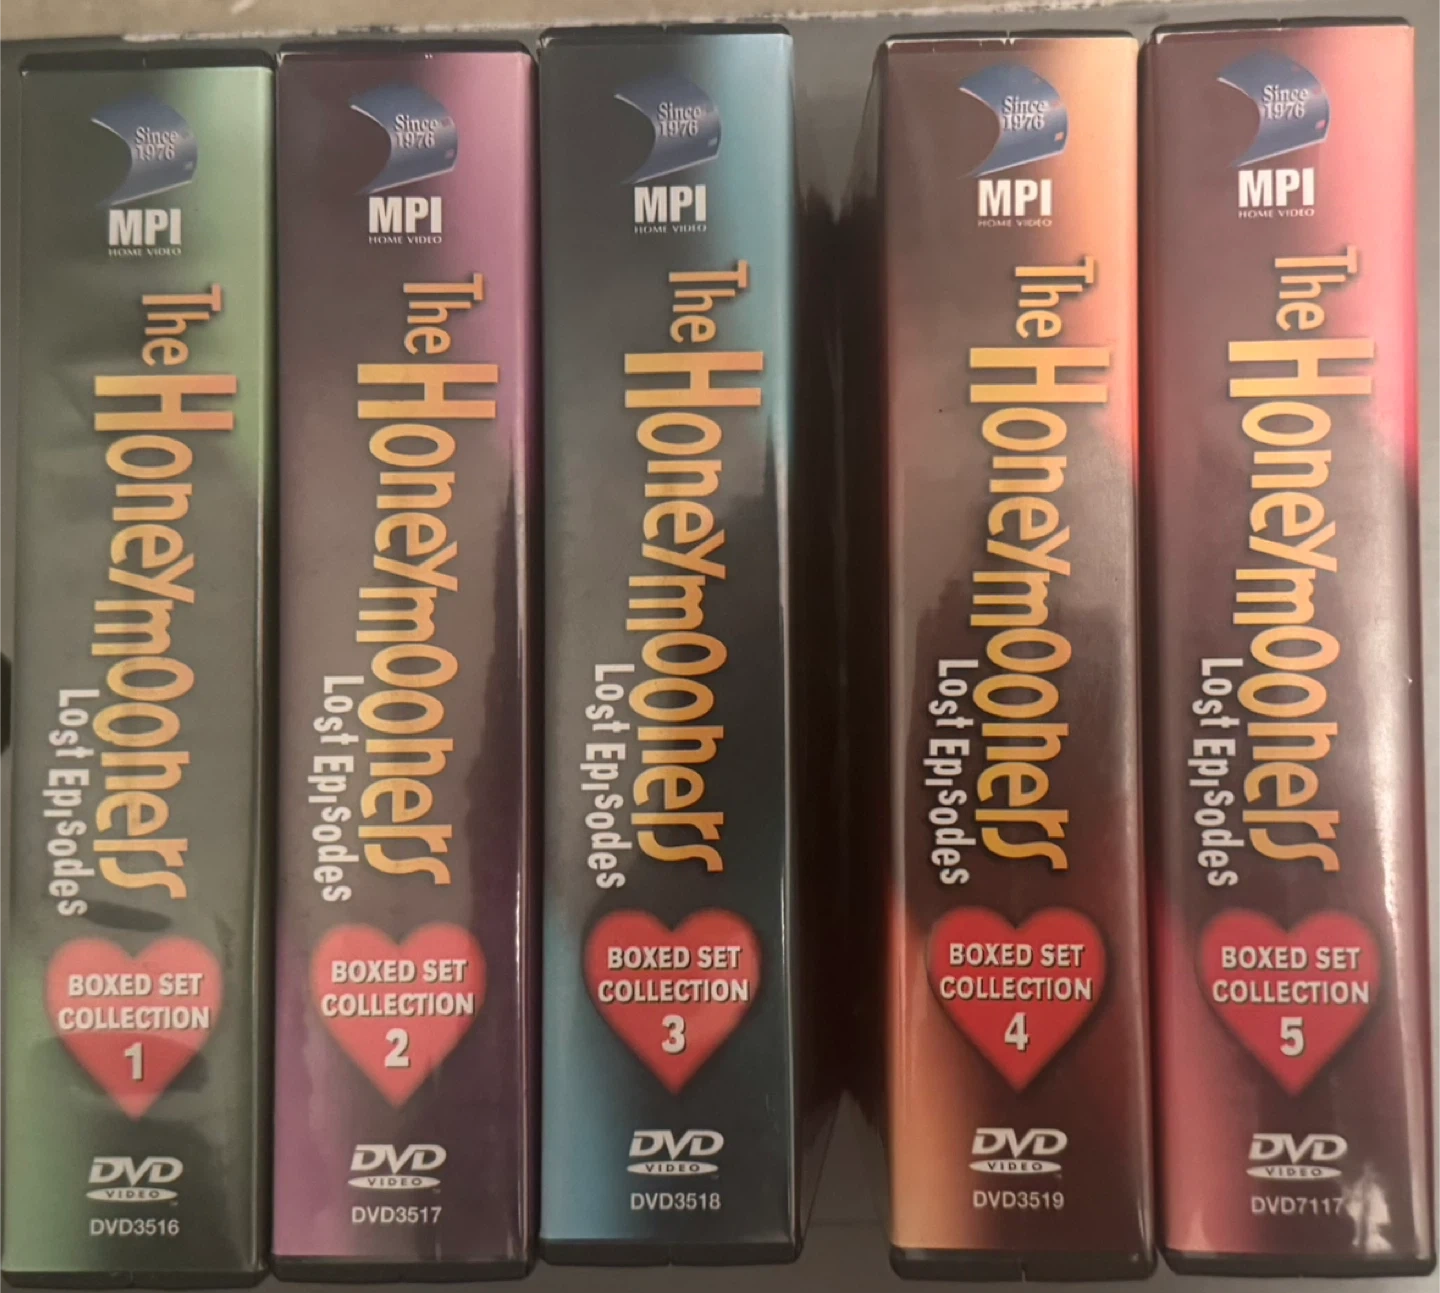 Since
1976
MPI
HOME VIDEO
The Honeymooners
Lost Episodes
BOXED SET
COLLECTION
1
DVD
VIDEO
DVD3516
Since
1976
MPI
HOME VIDEO
The Honeymooners
Lost Episodes
BOXED SET
COLLECTION
2
DVD
VIDEO
DVD3517
Since
1976
MPI
HOME VIDEO
The Honeymooners
Lost Episodes
BOXED SET
COLLECTION
3
DVD
VIDEO
DVD3518
Since
1976
MPI
HOME VIDEO
The Honeymooners
Lost Episodes
BOXED SET
COLLECTION
4
DVD
VIDEO
DVD3519
Since
1976
MPI
HOME VIDEO
The Honeymooners
Lost Episodes
BOXED SET
COLLECTION
5
DVD
VIDEO
DVD7117